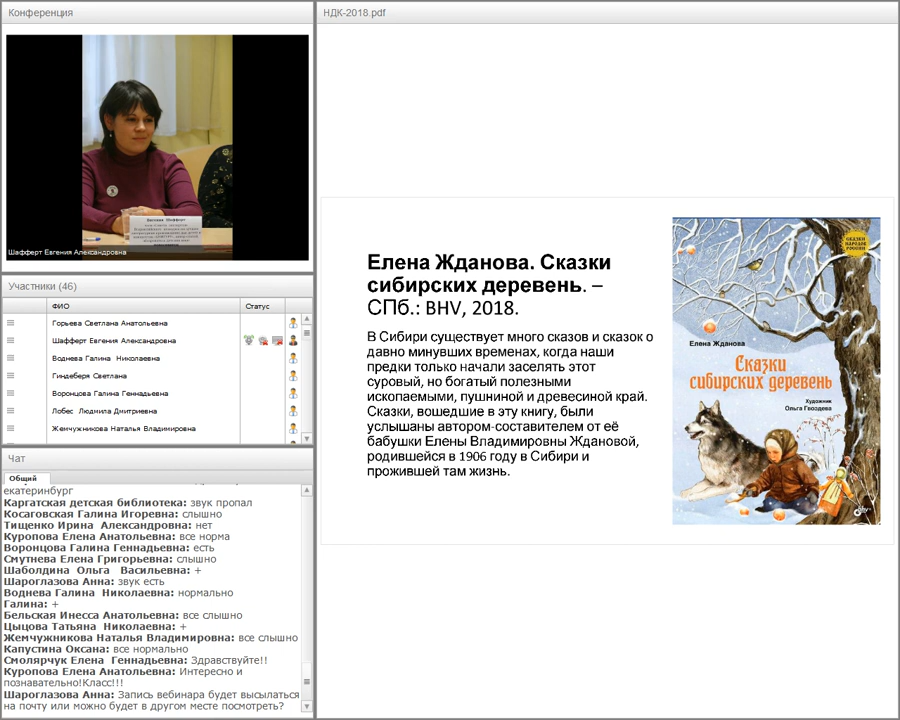 Конференция
Шафферт Евгения Александровна
Участники (46)
ФИО
Статус
Горьева Светлана Анатольевна
Шафферт Евгения Александровна
Воднева Галина Николаевна
Гиндеберя Светлана
Воронцова Галина Геннадьевна
Лобес Людмила Дмитриевна
Жемчужникова Наталья Владимировна
Чат
Общий
екатеринбург
Каргатская детская библиотека: звук пропал
Косаговская Галина Игоревна: слышно
Тищенко Ирина Александровна: нет
Куропова Елена Анатольевна: все норма
Воронцова Галина Геннадьевна: есть
Смутнева Елена Григорьевна: слышно
Шаболдина Ольга Васильевна: +
Шароглазова Анна: звук есть
Воднева Галина Николаевна: нормально
Галина: +
Бельская Инесса Анатольевна: все слышно
Цыцова Татьяна Николаевна: +
Жемчужникова Наталья Владимировна: все слышно
Капустина Оксана: все нормально
Смолярчук Елена Геннадьевна: Здравствуйте!!
Куропова Елена Анатольевна: Интересно и
познавательно!Класс!!!
Шароглазова Анна: Запись вебинара будет высылаться
на почту или можно будет в другом месте посмотреть?
НДК-2018.pdf
Елена Жданова. Сказки
сибирских деревень. –
СПб.: BHV, 2018.
В Сибири существует много сказов и сказок о
давно минувших временах, когда наши
предки только начали заселять этот
суровый, но богатый полезными
ископаемыми, пушниной и древесиной край.
Сказки, вошедшие в эту книгу, были
услышаны автором-составителем от её
бабушки Елены Владимировны Ждановой,
родившейся в 1906 году в Сибири и
прожившей там жизнь.
СКАЗКИ
НАРОДОВ
РОССИИ
Елена Жданова
Сказки
сибирских деревень
Художник
Ольга Гвоздева